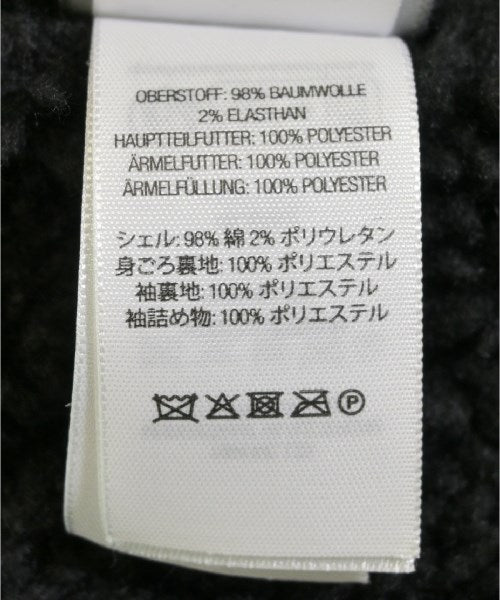 OBERSTOFF: 98% BAUMWOLLE
2% ELASTHAN
HAUPTTEILFUTTER: 100% POLYESTER
ÄRMELFUTTER: 100% POLYESTER
ÄRMELFÜLLUNG: 100% POLYESTER
シェル: 98% 綿 2% ポリウレタン
身ごろ裏地: 100% ポリエステル
袖裏地: 100% ポリエステル
袖詰め物: 100% ポリエステル
P